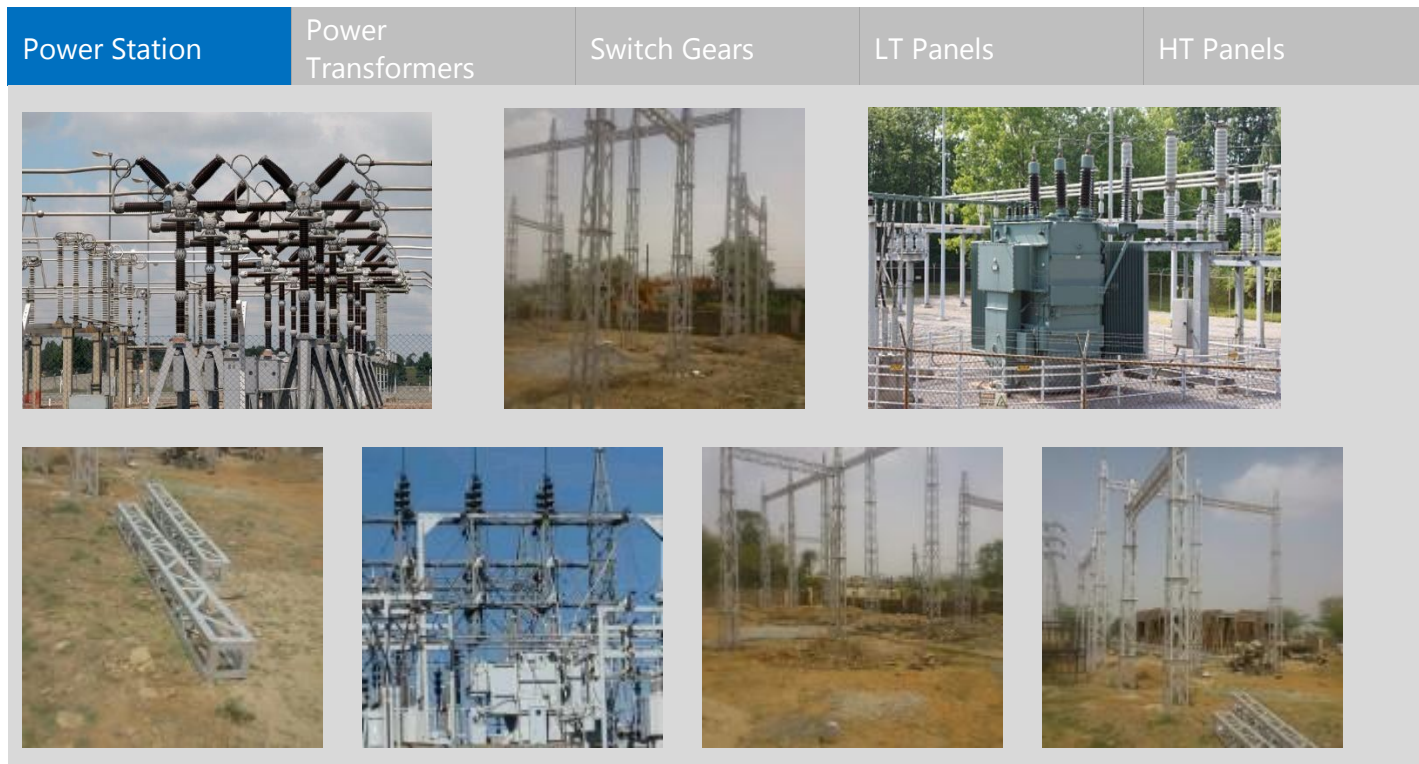 Power Station
Power
Transformers
Switch Gears
LT Panels
HT Panels